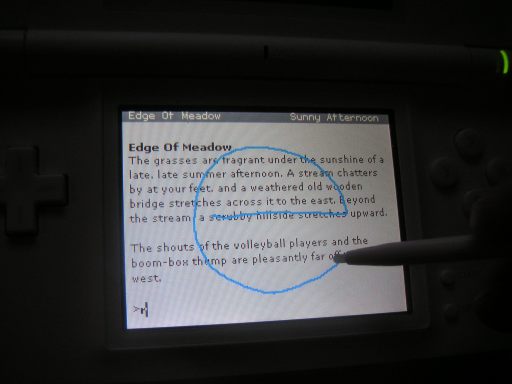 Edge Of Meadow Sunny Afternoon
Edge Of Meadow
The grasses are fragrant under the sunshine of a
late, late summer afternoon. A stream chatters
by at your feet, and a weathered old wooden
bridge stretches across it to the east. Beyond
the stream, a scrubby hillside stretches upward.
The shouts of the volleyball players and the
boom-box thump are pleasantly far off
west.
>r